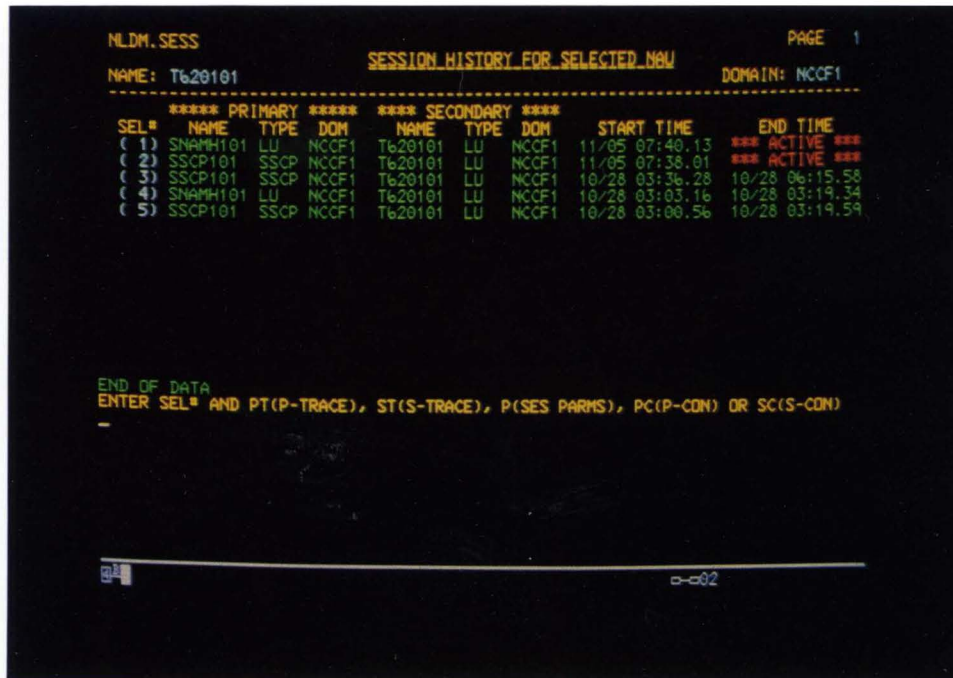 NLDM.SESS PAGE 1
SESSION HISTORY FOR SELECTED NAU
NAME: T620101 DOMAIN: NCCF1
***** PRIMARY ***** **** SECONDARY ****
SEL# NAME TYPE DOM NAME TYPE DOM START TIME END TIME
( 1) SNAMH101 LU NCCF1 T620101 LU NCCF1 11/05 07:40.13 *** ACTIVE ***
( 2) SSCP101 SSCP NCCF1 T620101 LU NCCF1 11/05 07:38.01 *** ACTIVE ***
( 3) SSCP101 SSCP NCCF1 T620101 LU NCCF1 10/28 03:36.28 10/28 06:15.58
( 4) SNAMH101 LU NCCF1 T620101 LU NCCF1 10/28 03:03.16 10/28 03:19.34
( 5) SSCP101 SSCP NCCF1 T620101 LU NCCF1 10/28 03:00.56 10/28 03:19.59
END OF DATA
ENTER SEL# AND PT(P-TRACE), ST(S-TRACE), P(SES PARMS), PC(P-CON) OR SC(S-CON)
02